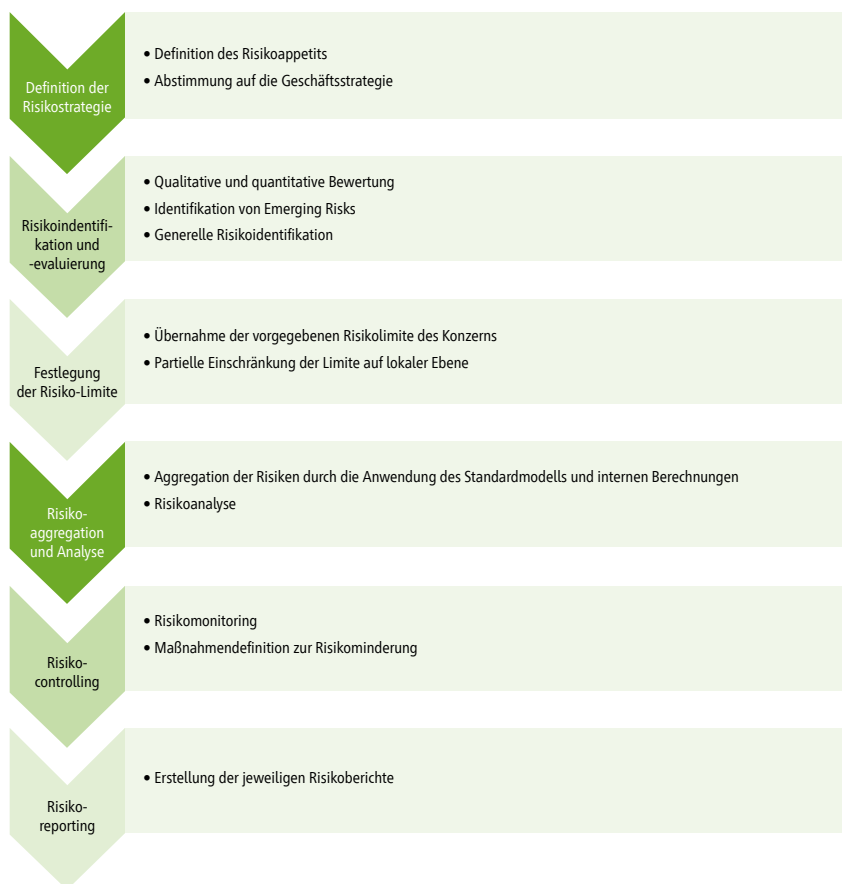 Definition der
Risikostrategie
• Definition des Risikoappetits
• Abstimmung auf die Geschäftsstrategie
Risikoindentifi-
kation und
-evaluierung
• Qualitative und quantitative Bewertung
• Identifikation von Emerging Risks
• Generelle Risikoidentifikation
Festlegung
der Risiko-Limite
• Übernahme der vorgegebenen Risikolimite des Konzerns
• Partielle Einschränkung der Limite auf lokaler Ebene
Risiko-
aggregation
und Analyse
• Aggregation der Risiken durch die Anwendung des Standardmodells und internen Berechnungen
• Risikoanalyse
Risiko-
controlling
• Risikomonitoring
• Maßnahmendefinition zur Risikominderung
Risiko-
reporting
• Erstellung der jeweiligen Risikoberichte